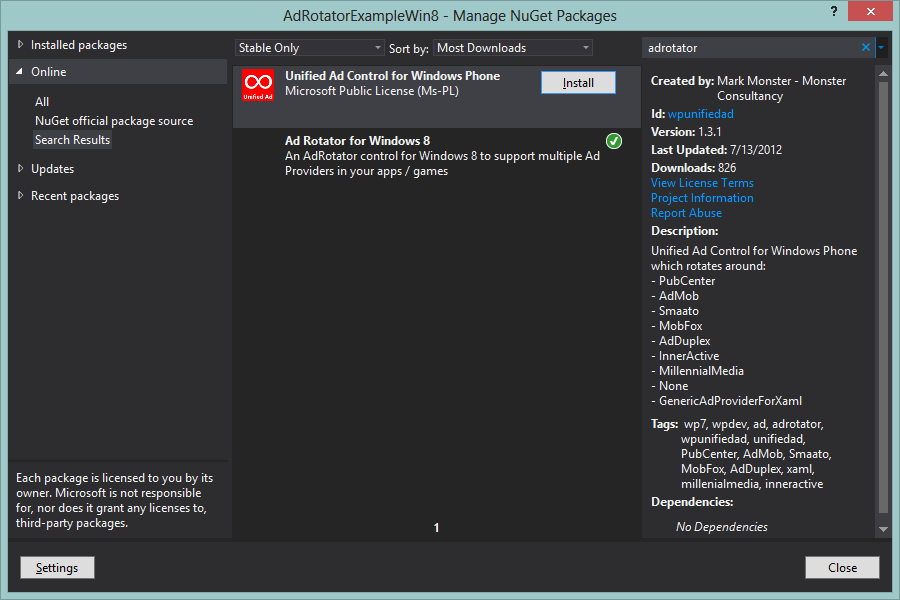 AdRotatorExampleWin8 - Manage NuGet Packages
?
Installed packages
Online
All
NuGet official package source
Search Results
Updates
Recent packages
Each package is licensed to you by its
owner. Microsoft is not responsible
for, nor does it grant any licenses to,
third-party packages.
Stable Only
Sort by:
Most Downloads
Unified Ad
Unified Ad Control for Windows Phone
Microsoft Public License (Ms-PL)
Install
Ad Rotator for Windows 8
An AdRotator control for Windows 8 to support multiple Ad
Providers in your apps / games
1
adrotator
Created by: Mark Monster - Monster
Consultancy
Id: wpunifiedad
Version: 1.3.1
Last Updated: 7/13/2012
Downloads: 826
View License Terms
Project Information
Report Abuse
Description:
Unified Ad Control for Windows Phone
which rotates around:
- PubCenter
- AdMob
- Smaato
- MobFox
- AdDuplex
- InnerActive
- MillennialMedia
- None
- GenericAdProviderForXaml
Tags: wp7, wpdev, ad, adrotator,
wpunifiedad, unifiedad,
PubCenter, AdMob, Smaato,
MobFox, AdDuplex, xaml,
millenialmedia, inneractive
Dependencies:
No Dependencies
Settings
Close